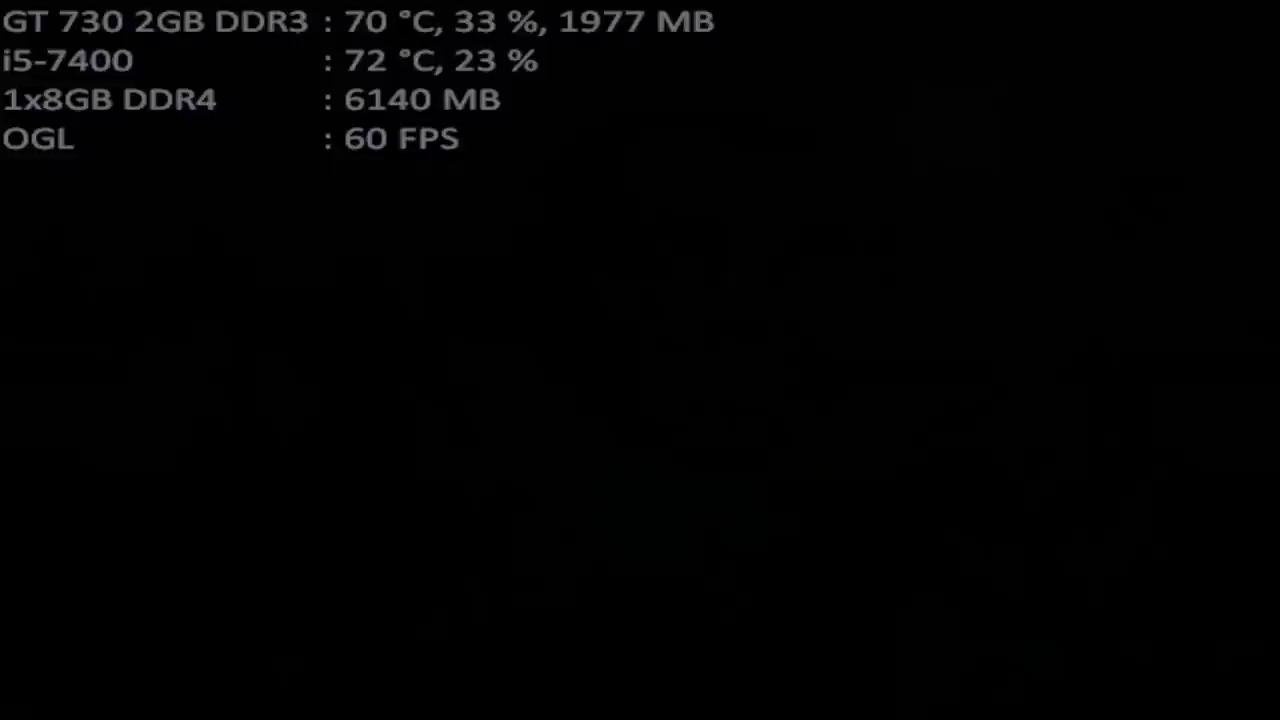 GT 730 2GB DDR3 : 70 °C, 33 %, 1977 MB
i5-7400 : 72 °C, 23 %
1x8GB DDR4 : 6140 MB
OGL : 60 FPS